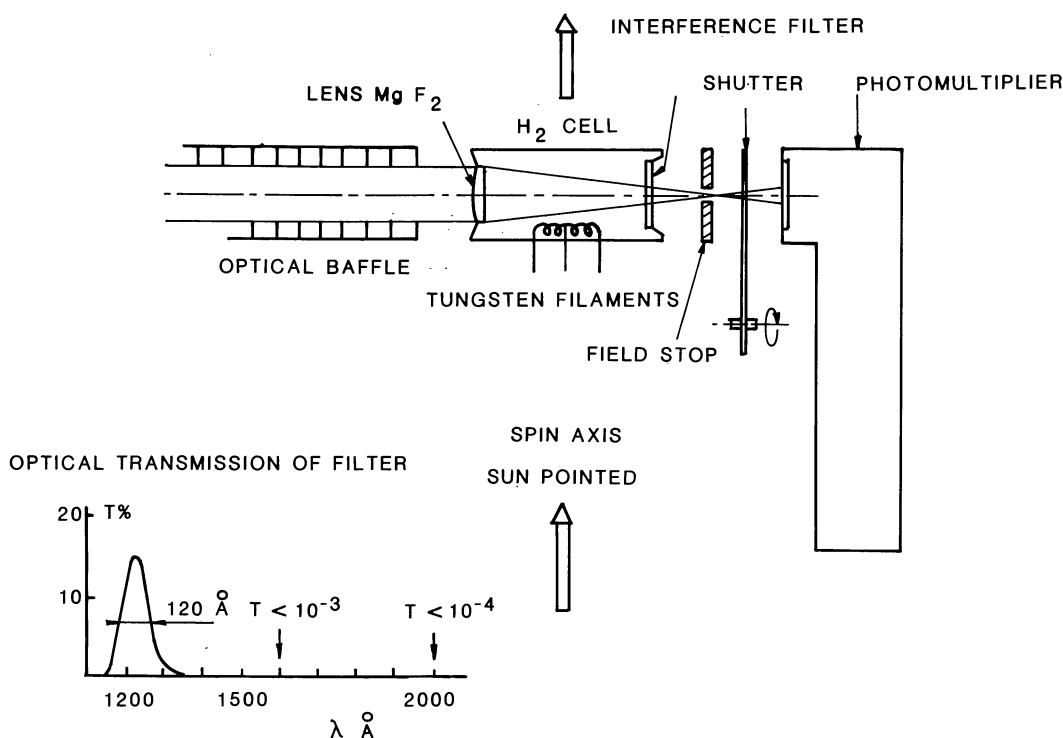 INTERFERENCE FILTER
LENS Mg F₂
SHUTTER
PHOTOMULTIPLIER
H₂ CELL
OPTICAL BAFFLE
TUNGSTEN FILAMENTS
FIELD STOP
SPIN AXIS
SUN POINTED
OPTICAL TRANSMISSION OF FILTER
20 T%
10
120 Å
T < 10⁻³
T < 10⁻⁴
1200 1500 2000
λ Å